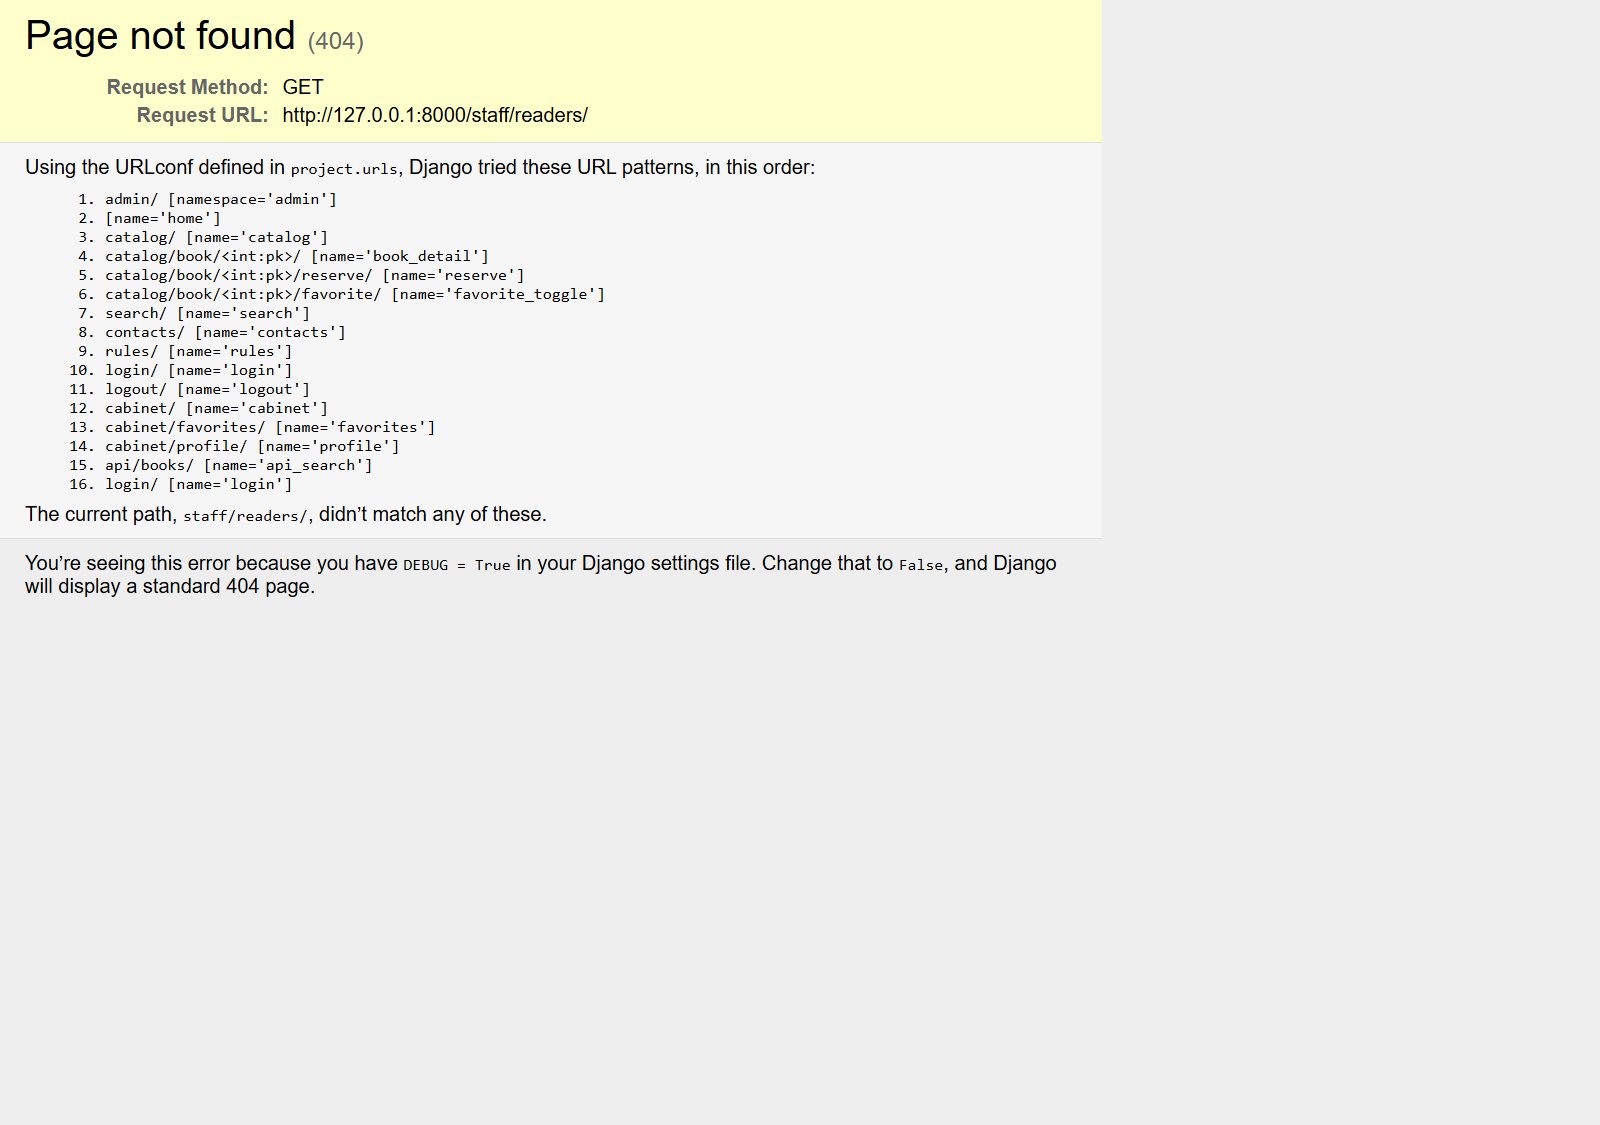 Page not found (404)
Request Method: GET
Request URL: http://127.0.0.1:8000/staff/readers/
Using the URLconf defined in project.urls, Django tried these URL patterns, in this order:
1. admin/ [namespace='admin']
2. [name='home']
3. catalog/ [name='catalog']
4. catalog/book/<int:pk>/ [name='book_detail']
5. catalog/book/<int:pk>/reserve/ [name='reserve']
6. catalog/book/<int:pk>/favorite/ [name='favorite_toggle']
7. search/ [name='search']
8. contacts/ [name='contacts']
9. rules/ [name='rules']
10. login/ [name='login']
11. logout/ [name='logout']
12. cabinet/ [name='cabinet']
13. cabinet/favorites/ [name='favorites']
14. cabinet/profile/ [name='profile']
15. api/books/ [name='api_search']
16. login/ [name='login']
The current path, staff/readers/, didn’t match any of these.
You’re seeing this error because you have DEBUG = True in your Django settings file. Change that to False, and Django
will display a standard 404 page.